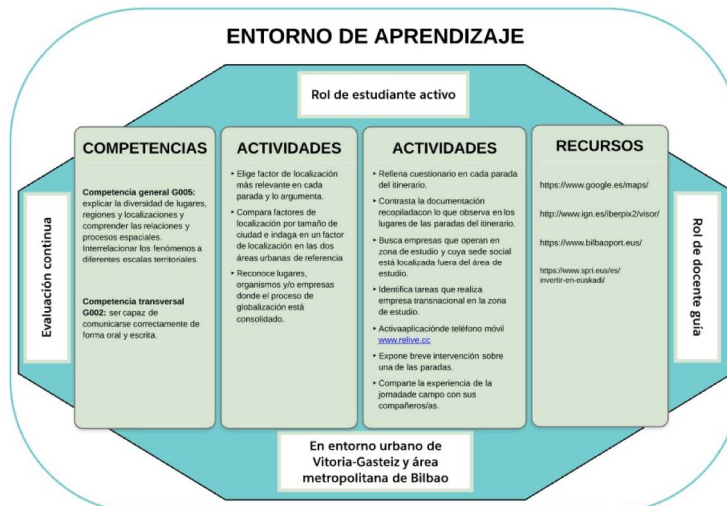 ENTORNO DE APRENDIZAJE
Rol de estudiante activo
Evaluación continua
COMPETENCIAS
Competencia general G005:
explicar la diversidad de lugares,
regiones y localizaciones y
comprender las relaciones y
procesos espaciales.
Interrelacionar los fenómenos a
diferentes escalas territoriales.
Competencia transversal
G002: ser capaz de
comunicarse correctamente de
forma oral y escrita.
ACTIVIDADES
‣ Elige factor de localización
más relevante en cada
parada y lo argumenta.
‣ Compara factores de
localización por tamaño de
ciudad e indaga en un factor
de localización en las dos
áreas urbanas de referencia
‣ Reconoce lugares,
organismos y/o empresas
donde el proceso de
globalización está
consolidado.
ACTIVIDADES
‣ Rellena cuestionario en cada parada
del itinerario.
‣ Contrasta la documentación
recopiladacon lo que observa en los
lugares de las paradas del itinerario.
‣ Busca empresas que operan en
zona de estudio y cuya sede social
está localizada fuera del área de
estudio.
‣ Identifica tareas que realiza
empresa transnacional en la zona
de estudio.
‣ Activaaplicaciónde teléfono móvil
www.relive.cc
‣ Expone breve intervención sobre
una de las paradas.
‣ Comparte la experiencia de la
jornadade campo con sus
compañeros/as.
RECURSOS
https://www.google.es/maps/
http://www.ign.es/iberpix2/visor/
https://www.bilbaoport.eus/
https://www.spri.eus/es/
invertir-en-euskadi/
Rol de docente guía
En entorno urbano de
Vitoria-Gasteiz y área
metropolitana de Bilbao